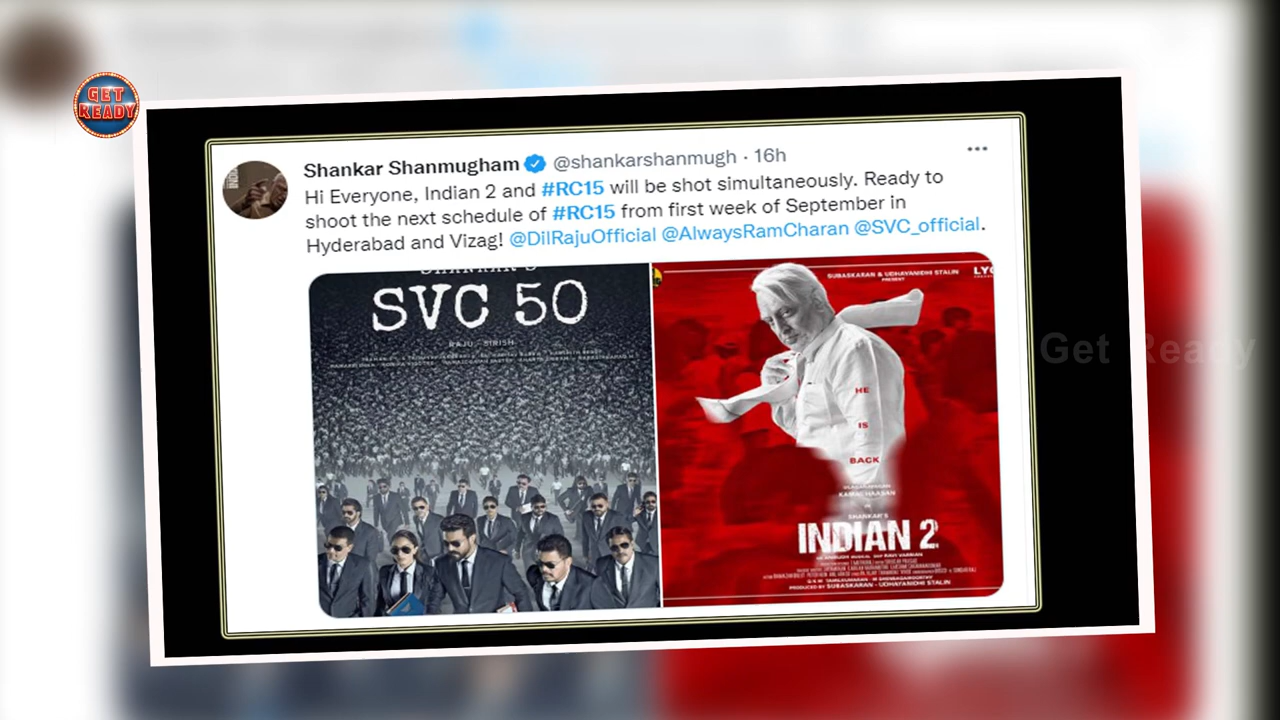 GET
READY
Shankar Shanmugham @shankarshanmugh · 16h
Hi Everyone, Indian 2 and #RC15 will be shot simultaneously. Ready to
shoot the next schedule of #RC15 from first week of September in
Hyderabad and Vizag! @DilRajuOfficial @AlwaysRamCharan @SVC_official.
SHANKAR'S
SVC 50
RAJU - SIRISH
SUBASKARAN & UDHAYANIDHI STALIN
PRESENT
LYC
HE
IS
BACK
KAMALHAASAN
SHANKAR'S
INDIAN 2
PRODUCED BY SUBASKARAN - UDHAYANIDHI STALIN
Get Ready